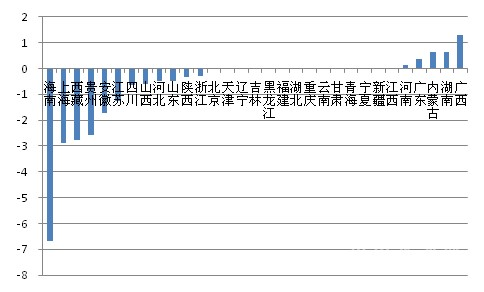 2
1
0
-1
-2
-3
-4
-5
-6
-7
-8
海南
上海
西藏
贵州
安徽
江苏
四川
山西
河北
山东
陕西
浙江
北京
天津
辽宁
吉林
黑龙江
福建
湖北
重庆
云南
甘肃
青海
宁夏
新疆
江西
河南
广东
内蒙古
湖南
广西